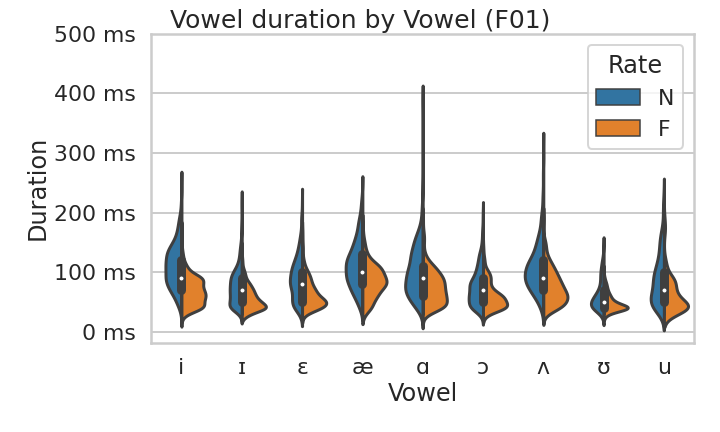 Vowel duration by Vowel (F01)
500 ms
400 ms
300 ms
200 ms
100 ms
0 ms
Duration
Rate
N
F
i ɪ ɛ æ ɑ ɔ ʌ ʊ u
Vowel